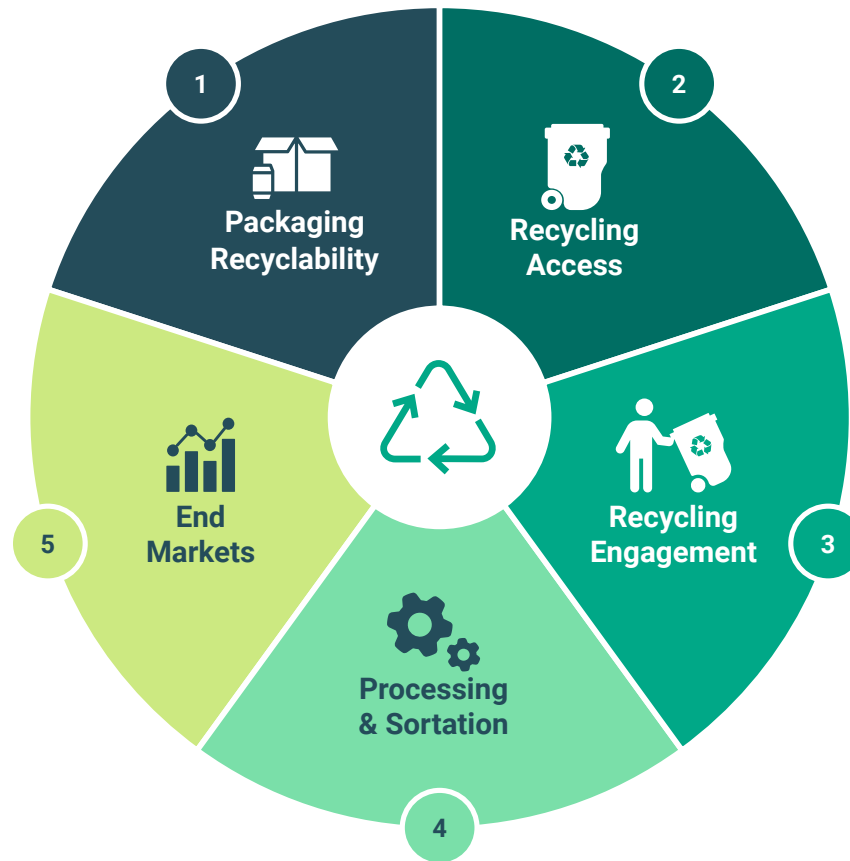 1
Packaging
Recyclability
2
Recycling
Access
3
Recycling
Engagement
4
Processing
& Sortation
5
End
Markets